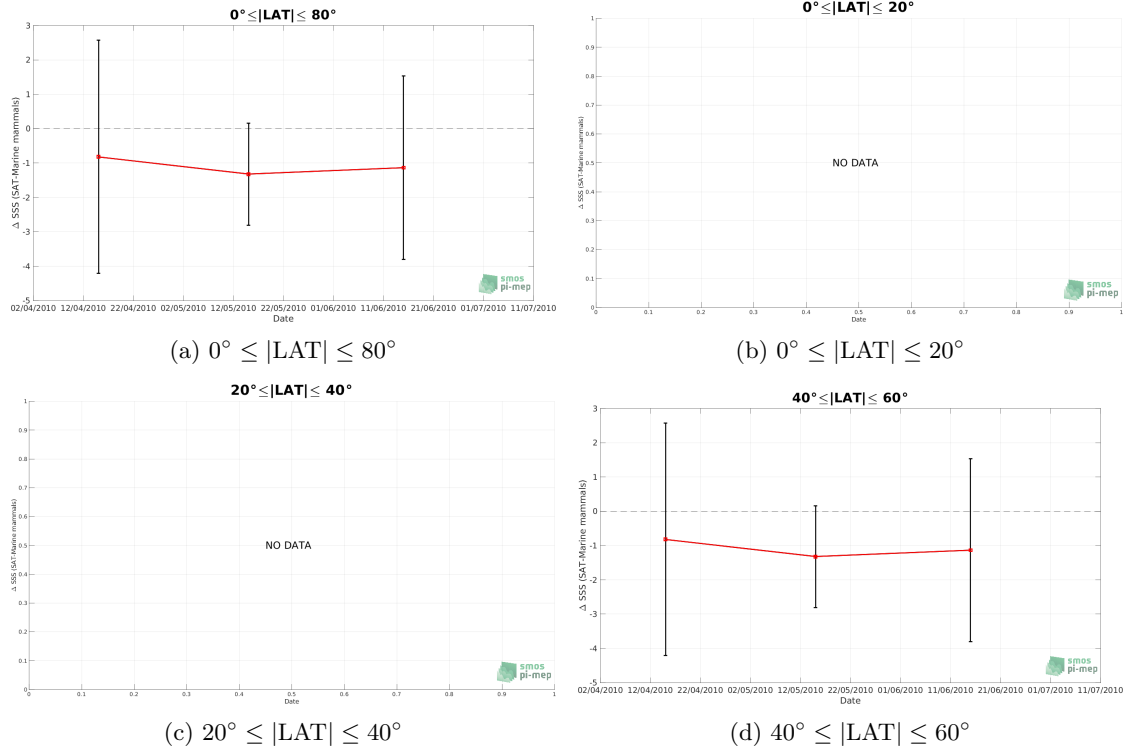 0°≤|LAT|≤ 80°
3
2
1
0
-1
-2
-3
-4
-5
Δ SSS (SAT-Marine mammals)
02/04/2010 12/04/2010 22/04/2010 02/05/2010 12/05/2010 22/05/2010 01/06/2010 11/06/2010 21/06/2010 01/07/2010 11/07/2010
Date
smos
pi-mep
(a) 0° ≤ |LAT| ≤ 80°
0°≤|LAT|≤ 20°
1
0.9
0.8
0.7
0.6
0.5
0.4
0.3
0.2
0.1
0
Δ SSS (SAT-Marine mammals)
NO DATA
0 0.1 0.2 0.3 0.4 0.5 0.6 0.7 0.8 0.9 1
Date
smos
pi-mep
(b) 0° ≤ |LAT| ≤ 20°
20°≤|LAT|≤ 40°
1
0.9
0.8
0.7
0.6
0.5
0.4
0.3
0.2
0.1
0
Δ SSS (SAT-Marine mammals)
NO DATA
0 0.1 0.2 0.3 0.4 0.5 0.6 0.7 0.8 0.9 1
Date
smos
pi-mep
(c) 20° ≤ |LAT| ≤ 40°
40°≤|LAT|≤ 60°
3
2
1
0
-1
-2
-3
-4
-5
Δ SSS (SAT-Marine mammals)
02/04/2010 12/04/2010 22/04/2010 02/05/2010 12/05/2010 22/05/2010 01/06/2010 11/06/2010 21/06/2010 01/07/2010 11/07/2010
Date
smos
pi-mep
(d) 40° ≤ |LAT| ≤ 60°